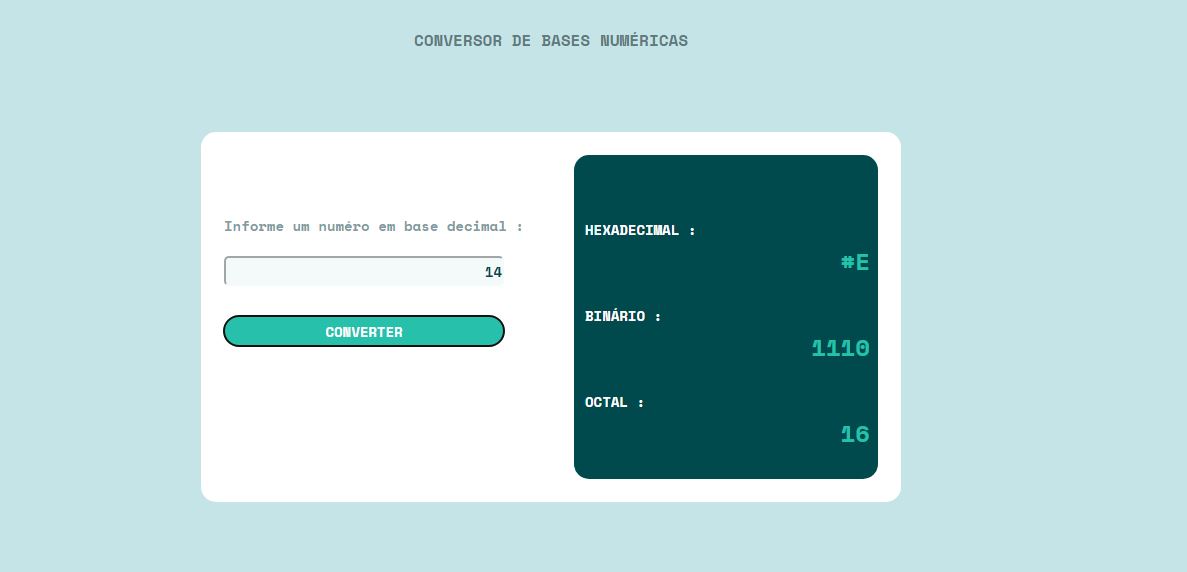 CONVERSOR DE BASES NUMÉRICAS
Informe um numéro em base decimal :
14
CONVERTER
HEXADECIMAL :
#E
BINÁRIO :
1110
OCTAL :
16